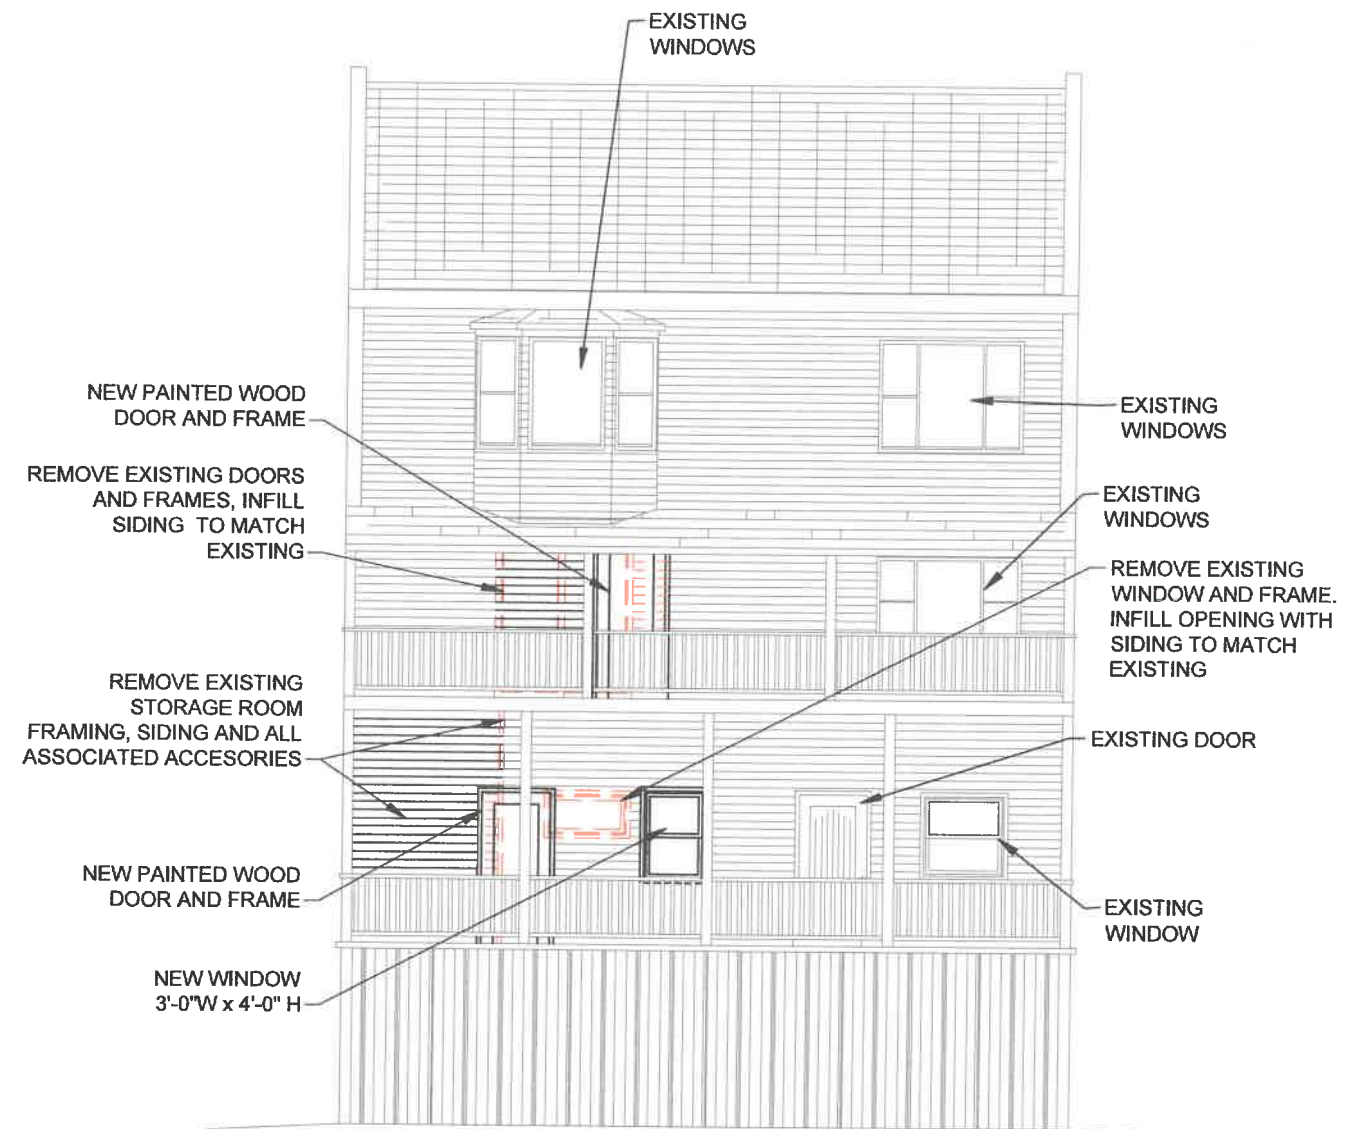 EXISTING
WINDOWS
NEW PAINTED WOOD
DOOR AND FRAME
REMOVE EXISTING DOORS
AND FRAMES, INFILL
SIDING TO MATCH
EXISTING
REMOVE EXISTING
STORAGE ROOM
FRAMING, SIDING AND ALL
ASSOCIATED ACCESORIES
NEW PAINTED WOOD
DOOR AND FRAME
NEW WINDOW
3'-0"W x 4'-0" H
EXISTING
WINDOWS
EXISTING
WINDOWS
REMOVE EXISTING
WINDOW AND FRAME.
INFILL OPENING WITH
SIDING TO MATCH
EXISTING
EXISTING DOOR
EXISTING
WINDOW